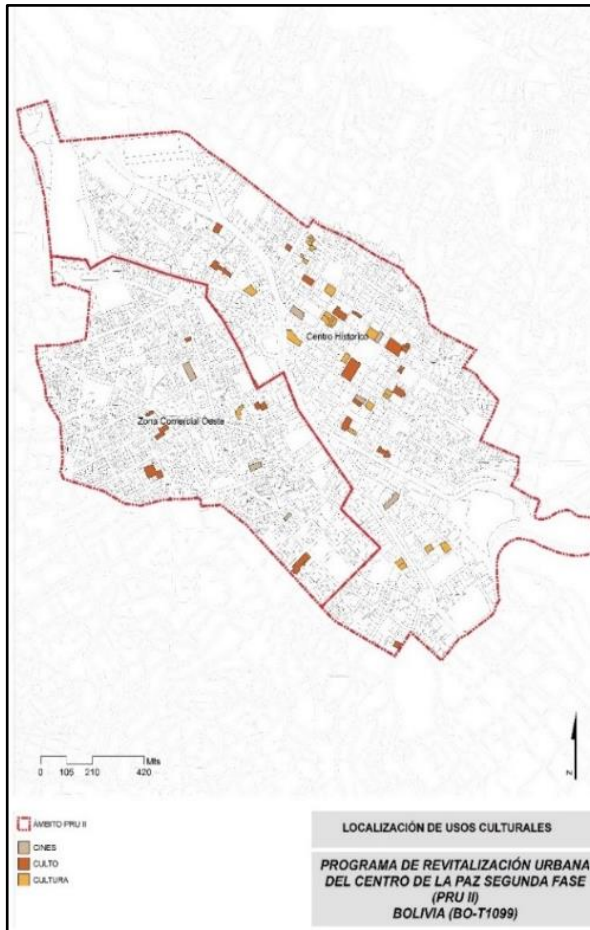 Centro Historico
Zona Comercial Oeste
Mts
0 105 210 420
N
ÁMBITO PRU II
CINES
CULTO
CULTURA
LOCALIZACIÓN DE USOS CULTURALES
PROGRAMA DE REVITALIZACIÓN URBANA
DEL CENTRO DE LA PAZ SEGUNDA FASE
(PRU II)
BOLIVIA (BO-T1099)